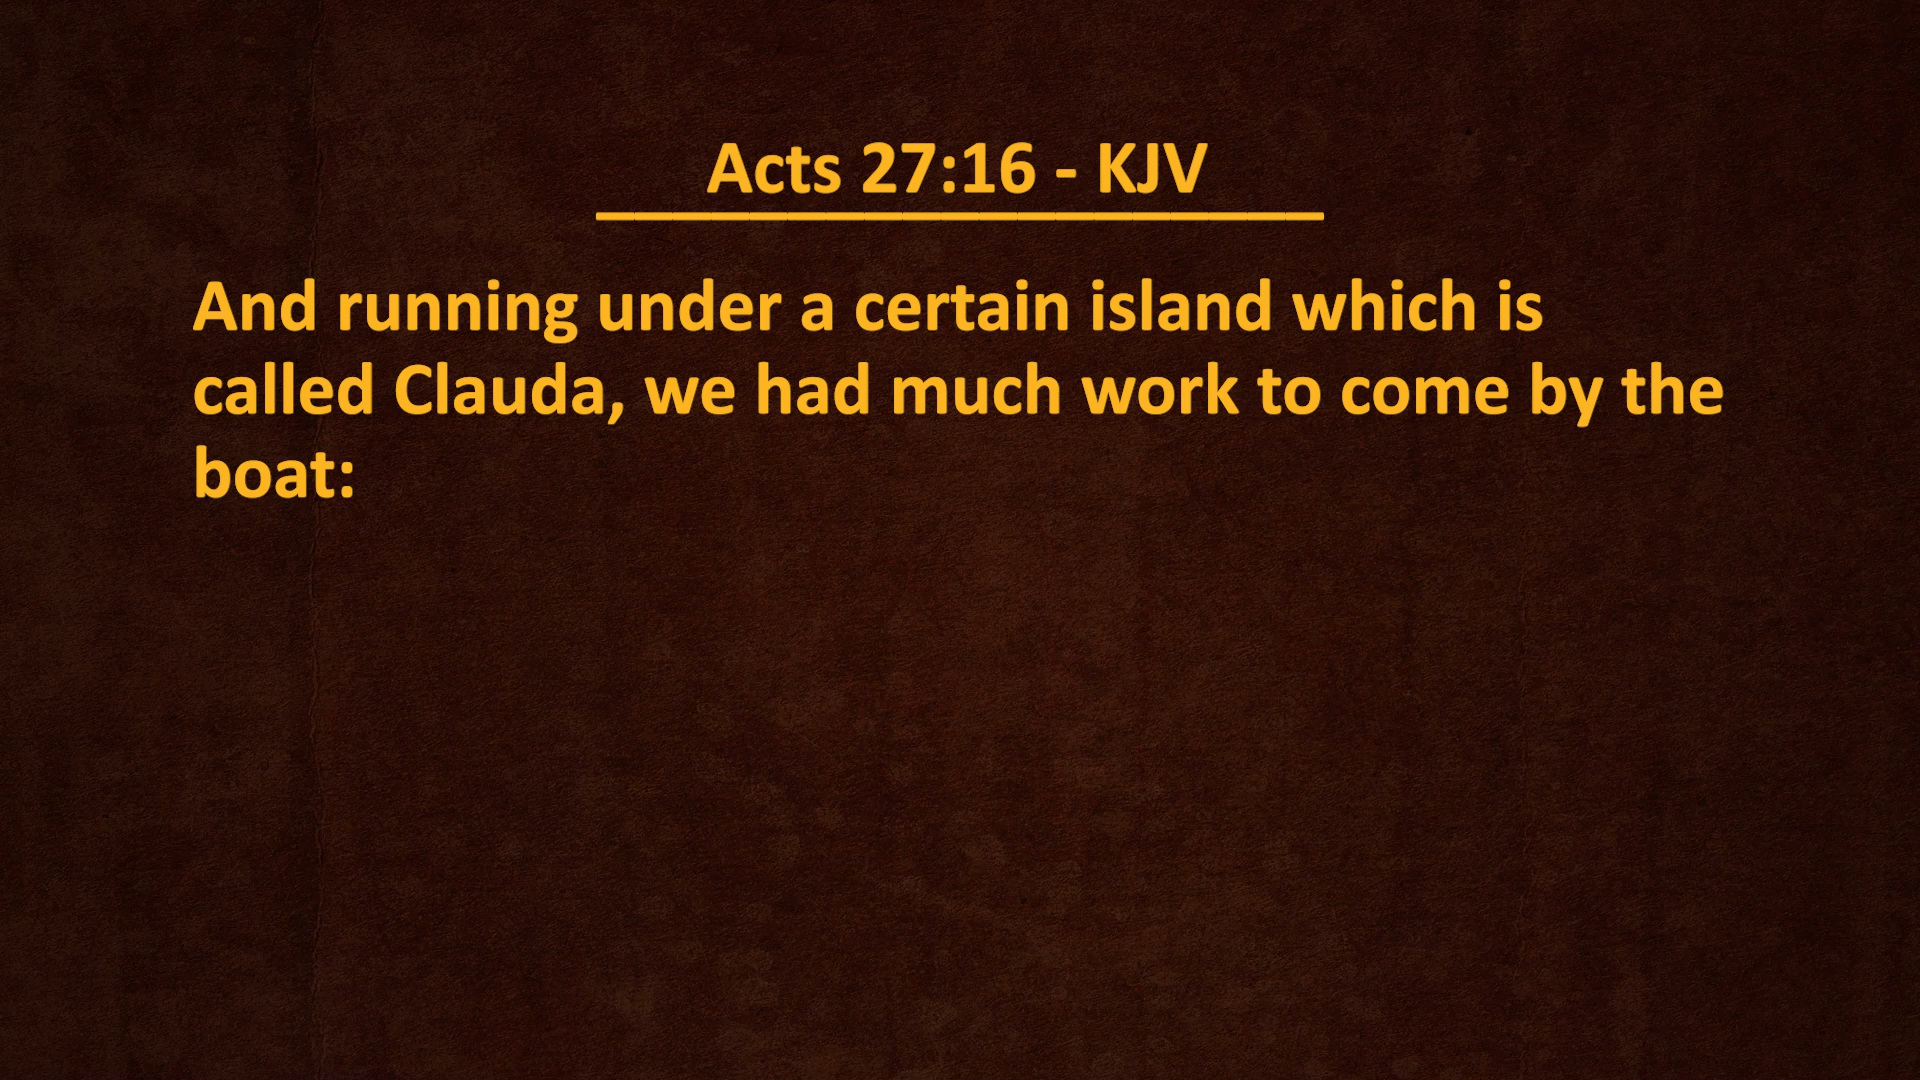 Acts 27:16 - KJV
And running under a certain island which is
called Clauda, we had much work to come by the
boat: